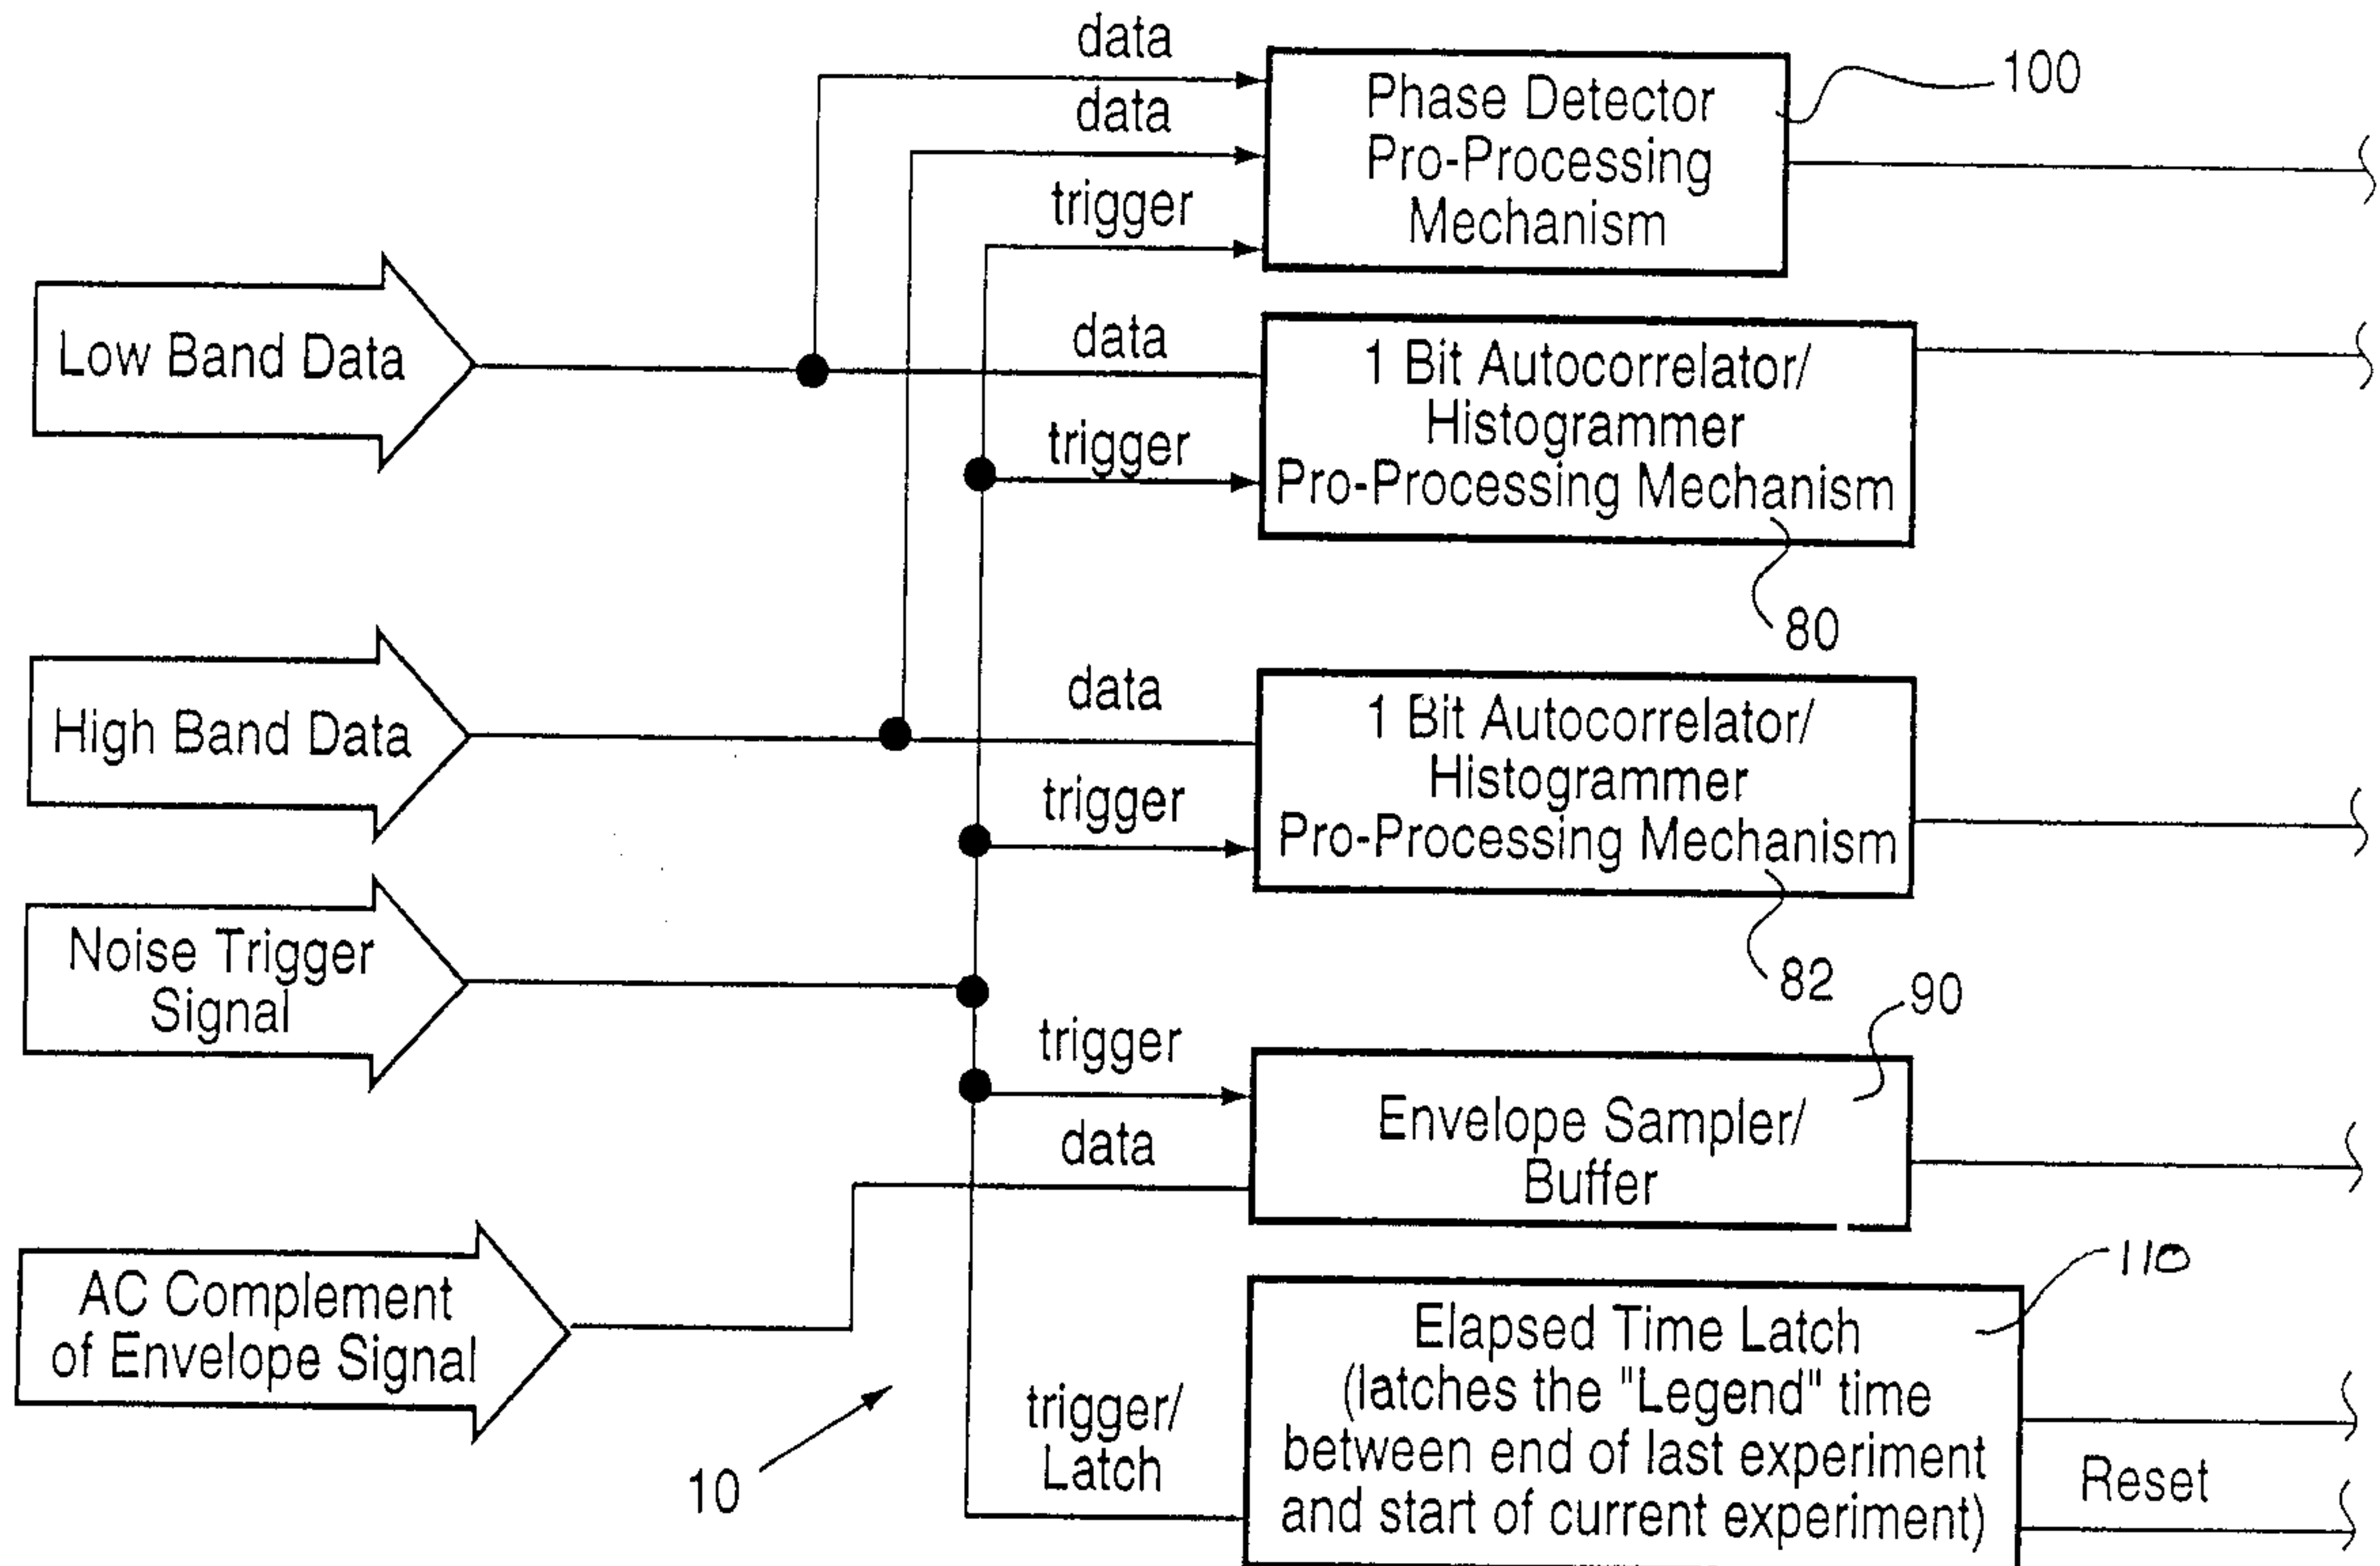 data
data
trigger
Phase Detector
Pro-Processing
Mechanism
100
Low Band Data
data
trigger
1 Bit Autocorrelator/
Histogrammer
Pro-Processing Mechanism
80
High Band Data
data
trigger
1 Bit Autocorrelator/
Histogrammer
Pro-Processing Mechanism
82
Noise Trigger
Signal
trigger
data
Envelope Sampler/
Buffer
90
AC Complement
of Envelope Signal
10
trigger/
Latch
Elapsed Time Latch
(latches the "Legend" time
between end of last experiment
and start of current experiment)
110
Reset